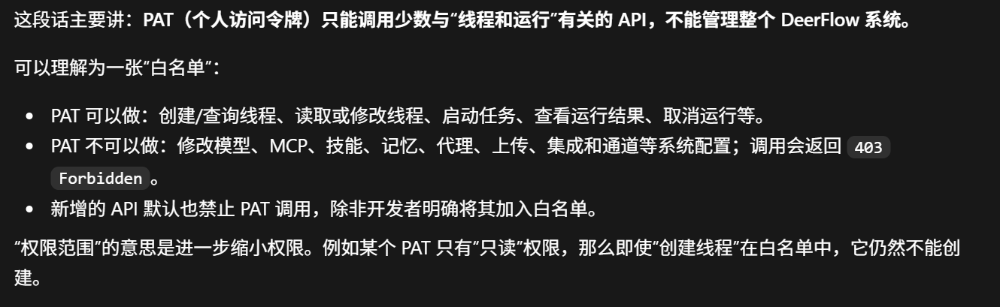 这段话主要讲：PAT（个人访问令牌）只能调用少数与“线程和运行”有关的 API，不能管理整个 DeerFlow 系统。
可以理解为一张“白名单”：
• PAT 可以做：创建/查询线程、读取或修改线程、启动任务、查看运行结果、取消运行等。
• PAT 不可以做：修改模型、MCP、技能、记忆、代理、上传、集成和通道等系统配置；调用会返回 403
Forbidden。
• 新增的 API 默认也禁止 PAT 调用，除非开发者明确将其加入白名单。
“权限范围”的意思是进一步缩小权限。例如某个 PAT 只有“只读”权限，那么即使“创建线程”在白名单中，它仍然不能创
建。